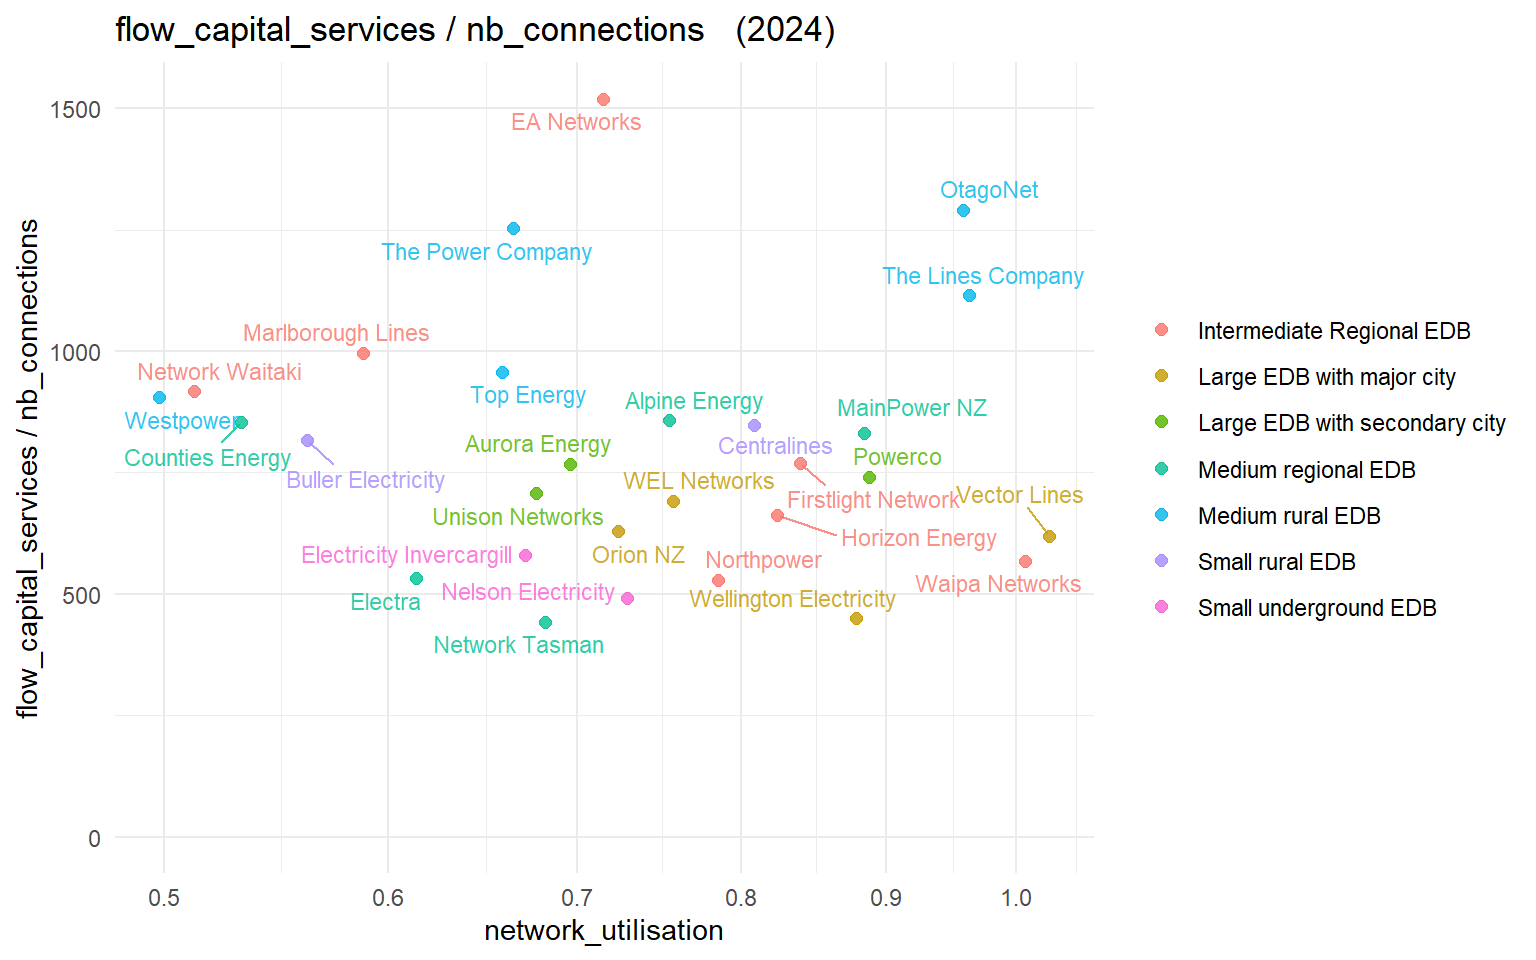 flow_capital_services / nb_connections (2024)
flow_capital_services / nb_connections
1500
1000
500
0
EA Networks
OtagoNet
The Power Company
The Lines Company
Marlborough Lines
Network Waitaki
Top Energy
Alpine Energy
MainPower NZ
Westpower
Counties Energy
Buller Electricity
Aurora Energy
Centralines
Powerco
WEL Networks
Firstlight Network
Vector Lines
Unison Networks
Orion NZ
Horizon Energy
Electricity Invercargill
Northpower
Waipa Networks
Electra
Nelson Electricity
Wellington Electricity
Network Tasman
0.5
0.6
0.7
0.8
0.9
1.0
network_utilisation
Intermediate Regional EDB
Large EDB with major city
Large EDB with secondary city
Medium regional EDB
Medium rural EDB
Small rural EDB
Small underground EDB